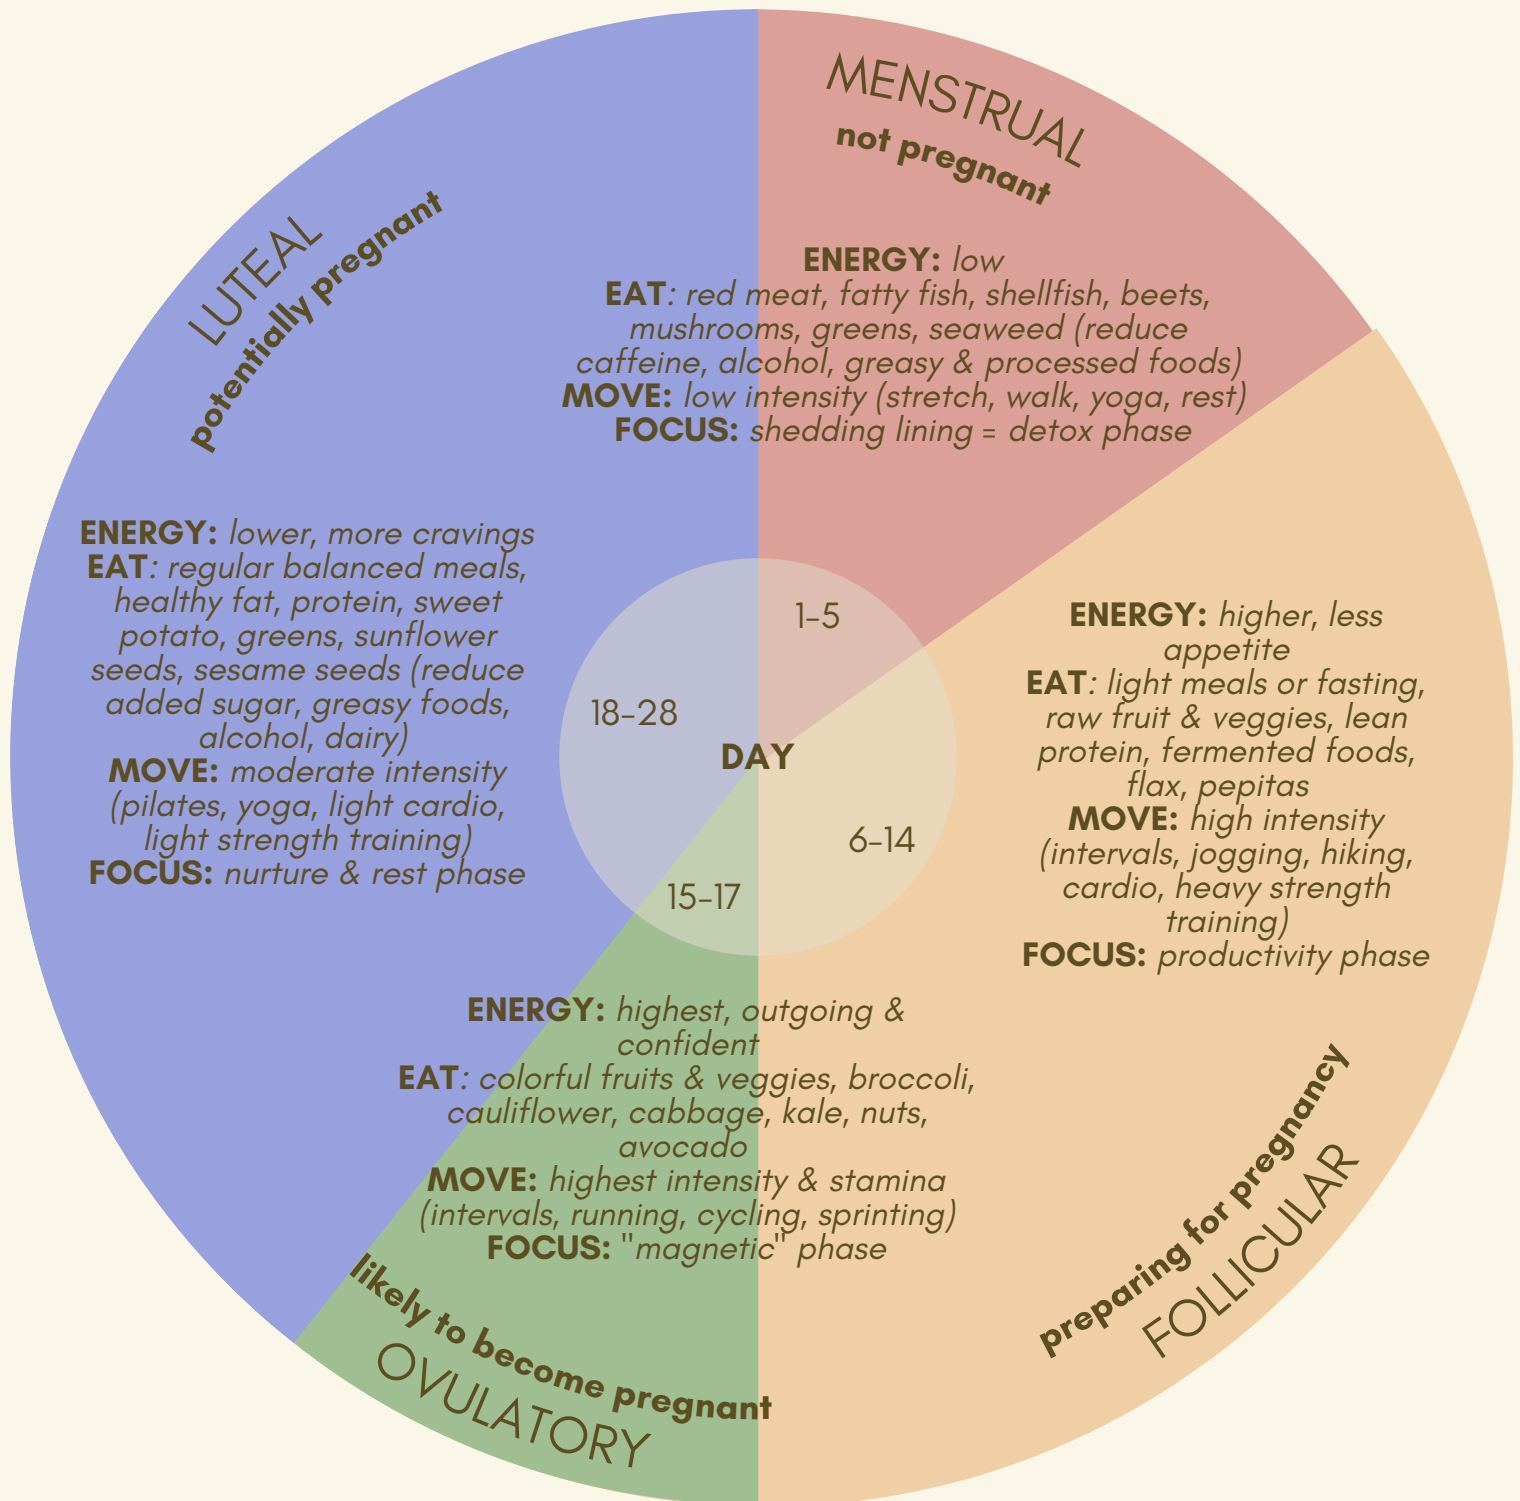 MENSTRUAL
not pregnant
ENERGY: low
EAT: red meat, fatty fish, shellfish, beets,
mushrooms, greens, seaweed (reduce
caffeine, alcohol, greasy & processed foods)
MOVE: low intensity (stretch, walk, yoga, rest)
FOCUS: shedding lining = detox phase
LUTEAL
potentially pregnant
ENERGY: lower, more cravings
EAT: regular balanced meals,
healthy fat, protein, sweet
potato, greens, sunflower
seeds, sesame seeds (reduce
added sugar, greasy foods,
alcohol, dairy)
MOVE: moderate intensity
(pilates, yoga, light cardio,
light strength training)
FOCUS: nurture & rest phase
1-5
18-28
DAY
6-14
15-17
ENERGY: higher, less
appetite
EAT: light meals or fasting,
raw fruit & veggies, lean
protein, fermented foods,
flax, pepitas
MOVE: high intensity
(intervals, jogging, hiking,
cardio, heavy strength
training)
FOCUS: productivity phase
preparing for pregnancy
FOLLICULAR
ENERGY: highest, outgoing &
confident
EAT: colorful fruits & veggies, broccoli,
cauliflower, cabbage, kale, nuts,
avocado
MOVE: highest intensity & stamina
(intervals, running, cycling, sprinting)
FOCUS: "magnetic" phase
likely to become pregnant
OVULATORY